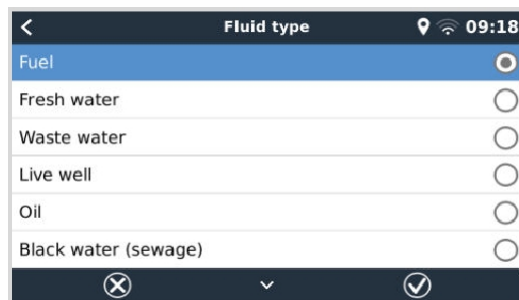 Fluid type 09:18
Fuel
Fresh water
Waste water
Live well
Oil
Black water (sewage)